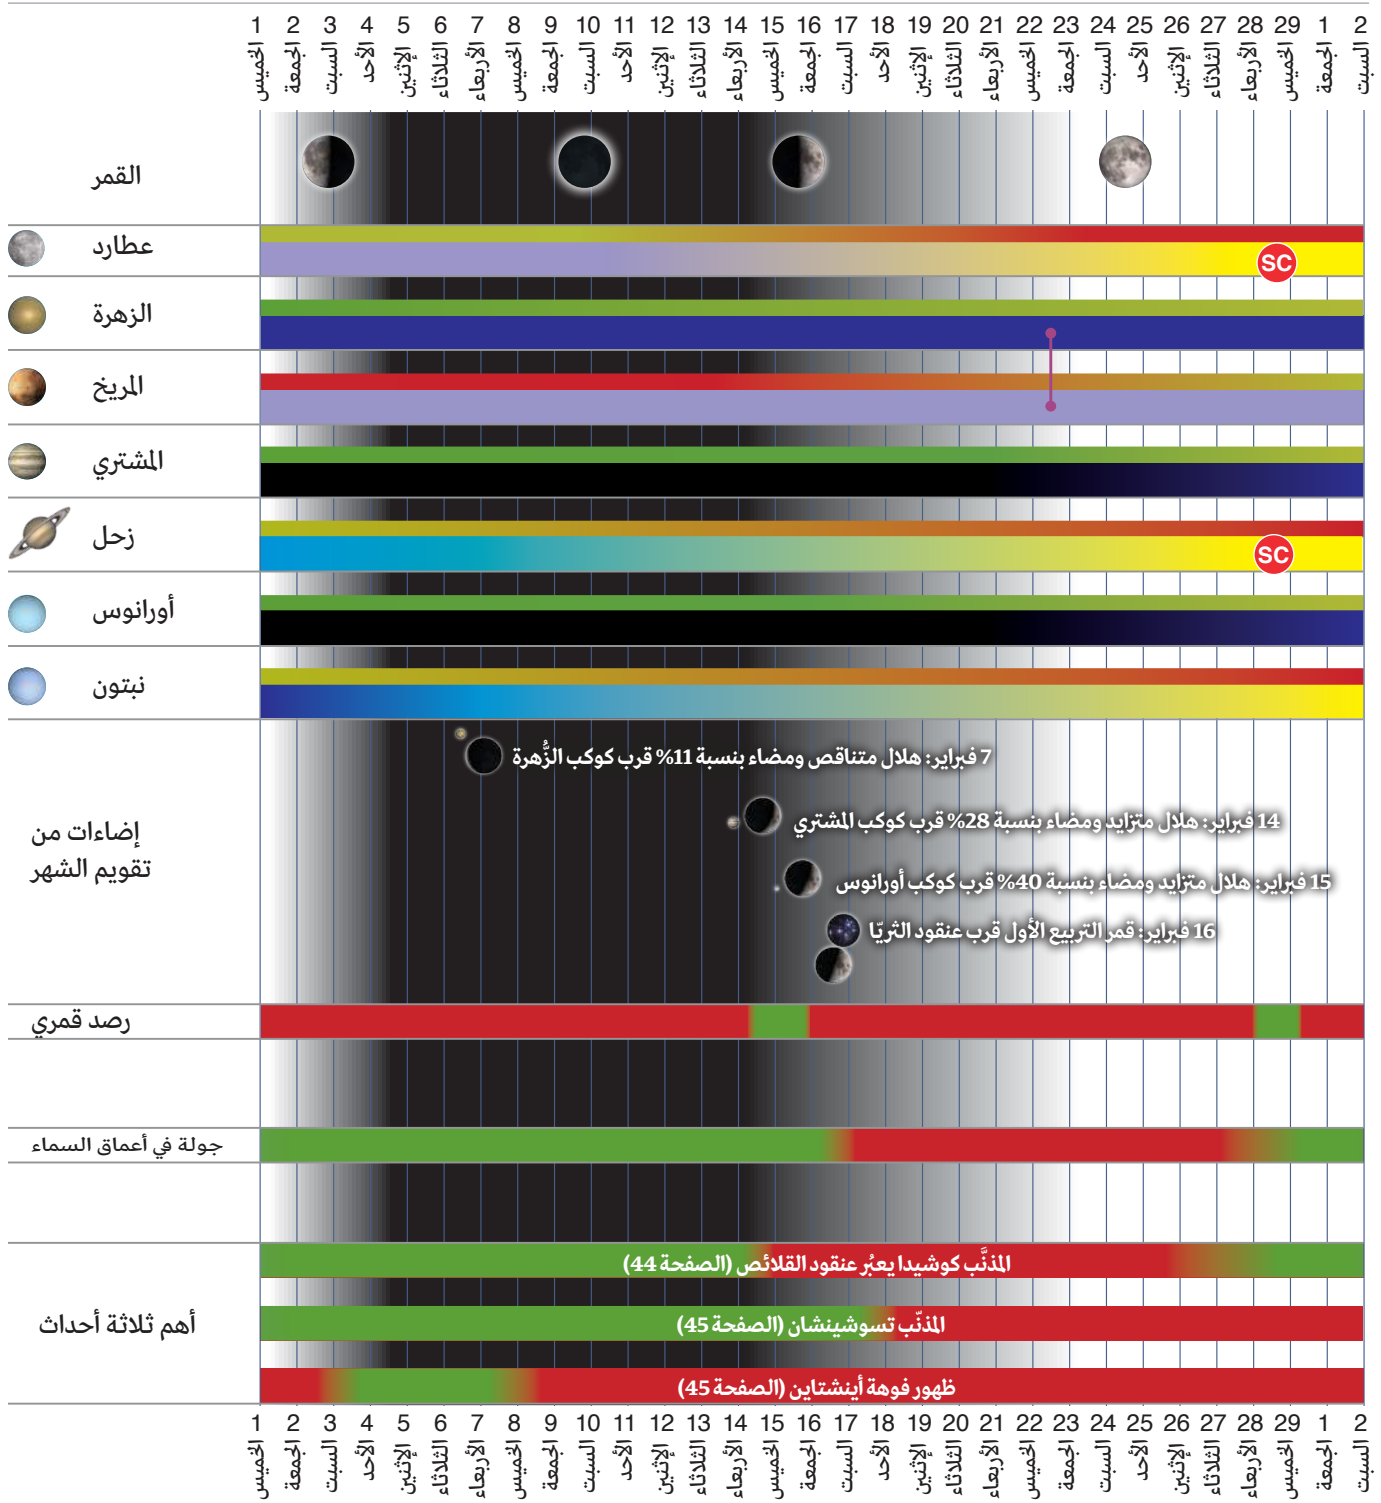 1 2 3 4 5 6 7 8 9 10 11 12 13 14 15 16 17 18 19 20 21 22 23 24 25 26 27 28 29 1 2
الخميس الجمعة السبت الأحد الإثنين الثلاثاء الأربعاء الخميس الجمعة السبت الأحد الإثنين الثلاثاء الأربعاء الخميس الجمعة السبت الأحد الإثنين الثلاثاء الأربعاء الخميس الجمعة السبت الأحد الإثنين الثلاثاء الأربعاء الخميس الجمعة السبت
القمر
عطارد
SC
الزهرة
المريخ
المشتري
زحل
SC
أورانوس
نبتون
إضاءات من
تقويم الشهر
7 فبراير: هلال متناقص ومضاء بنسبة 11% قرب كوكب الزُّهرة
14 فبراير: هلال متزايد ومضاء بنسبة 28% قرب كوكب المشتري
15 فبراير: هلال متزايد ومضاء بنسبة 40% قرب كوكب أورانوس
16 فبراير: قمر التربيع الأول قرب عنقود الثريّا
رصد قمري
جولة في أعماق السماء
أهم ثلاثة أحداث
المذنَّب كوشيدا يعبُر عنقود القلائص (الصفحة 44)
المذنّب تسوشينشان (الصفحة 45)
ظهور فوهة أينشتاين (الصفحة 45)
1 2 3 4 5 6 7 8 9 10 11 12 13 14 15 16 17 18 19 20 21 22 23 24 25 26 27 28 29 1 2
الخميس الجمعة السبت الأحد الإثنين الثلاثاء الأربعاء الخميس الجمعة السبت الأحد الإثنين الثلاثاء الأربعاء الخميس الجمعة السبت الأحد الإثنين الثلاثاء الأربعاء الخميس الجمعة السبت الأحد الإثنين الثلاثاء الأربعاء الخميس الجمعة السبت